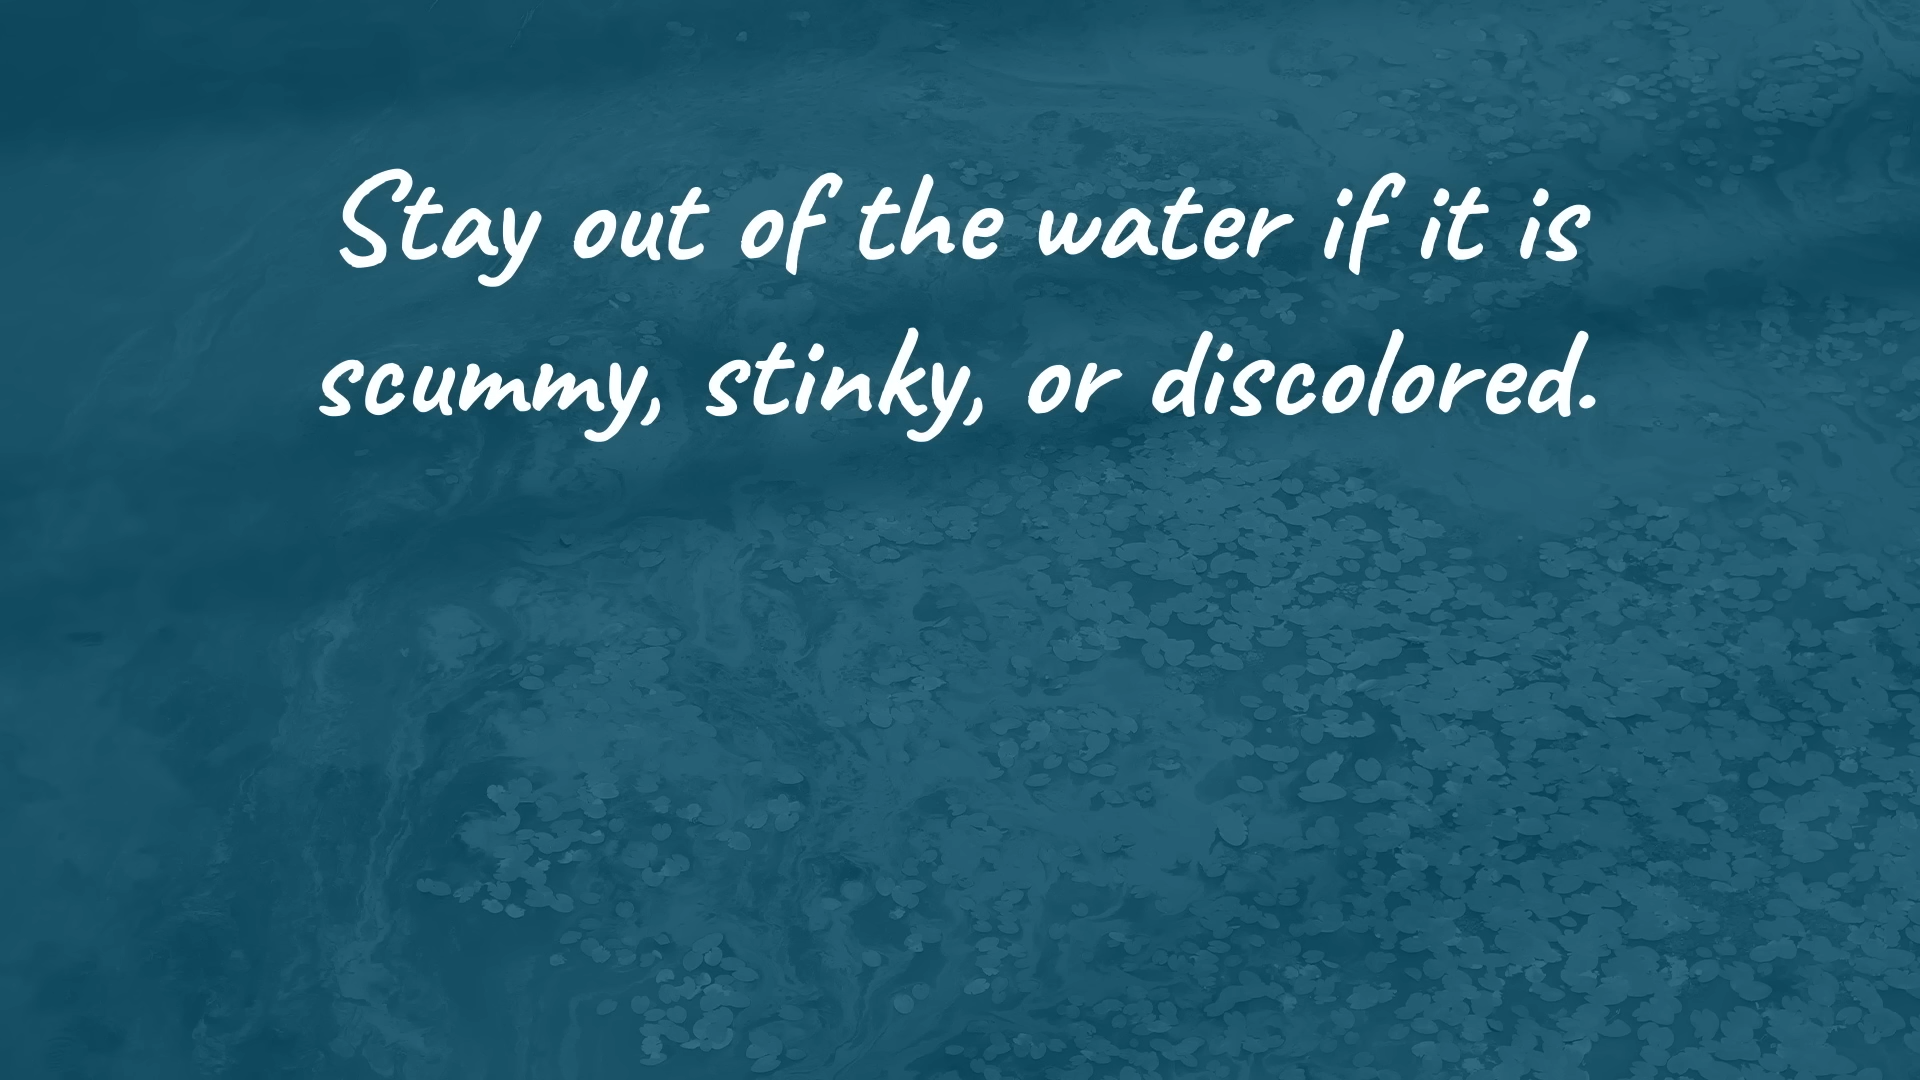 Stay out of the water if it is
scummy, stinky, or discolored.